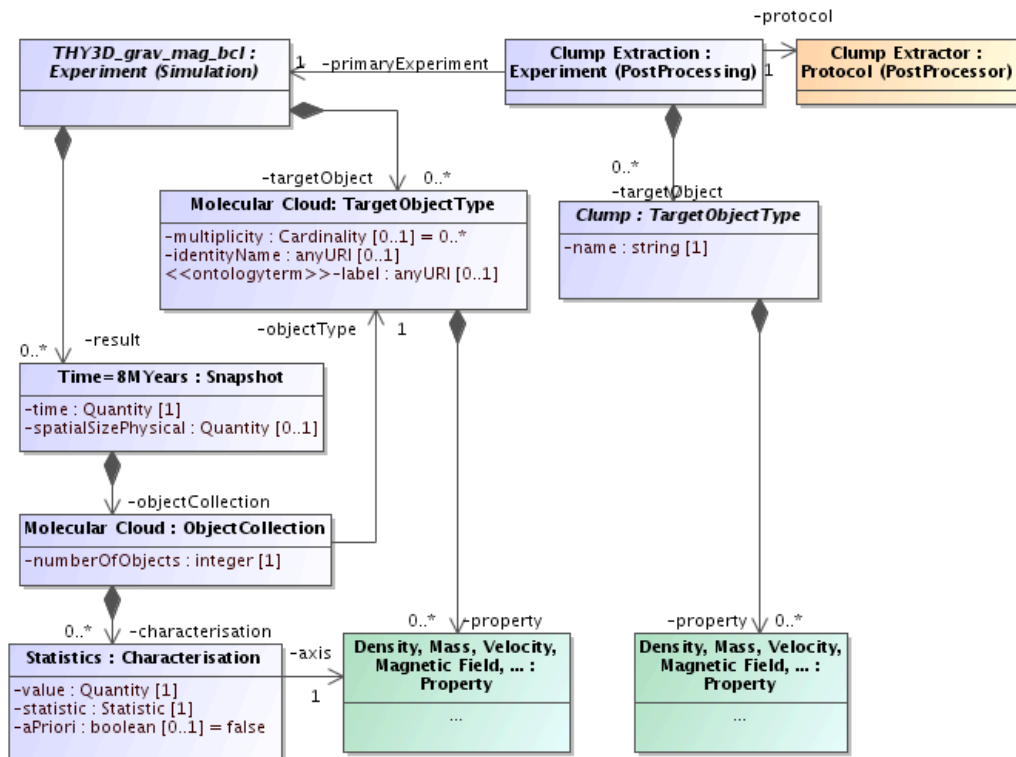 -protocol
THY3D_grav_mag_bcl :
Experiment (Simulation)
1
-primaryExperiment
Clump Extraction :
Experiment (PostProcessing)
1
Clump Extractor :
Protocol (PostProcessor)
-targetObject
0..*
0..*
-targetObject
Molecular Cloud: TargetObjectType
-multiplicity : Cardinality [0..1] = 0..*
-identityName : anyURI [0..1]
<<ontologyterm>>-label : anyURI [0..1]
Clump : TargetObjectType
-name : string [1]
-objectType
1
-result
0..*
Time=8MYears : Snapshot
-time : Quantity [1]
-spatialSizePhysical : Quantity [0..1]
-objectCollection
Molecular Cloud : ObjectCollection
-numberOfObjects : integer [1]
0..*
-characterisation
0..*
-property
-property
0..*
Statistics : Characterisation
-value : Quantity [1]
-statistic : Statistic [1]
-aPriori : boolean [0..1] = false
-axis
1
Density, Mass, Velocity,
Magnetic Field, ... :
Property
...
Density, Mass, Velocity,
Magnetic Field, ... :
Property
...